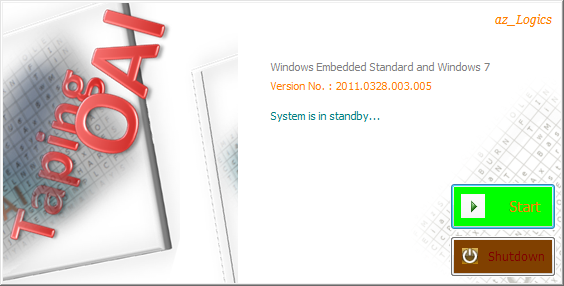 az_Logics
Taping
OAI
Windows Embedded Standard and Windows 7
Version No. : 2011.0328.003.005
System is in standby...
Start
Shutdown